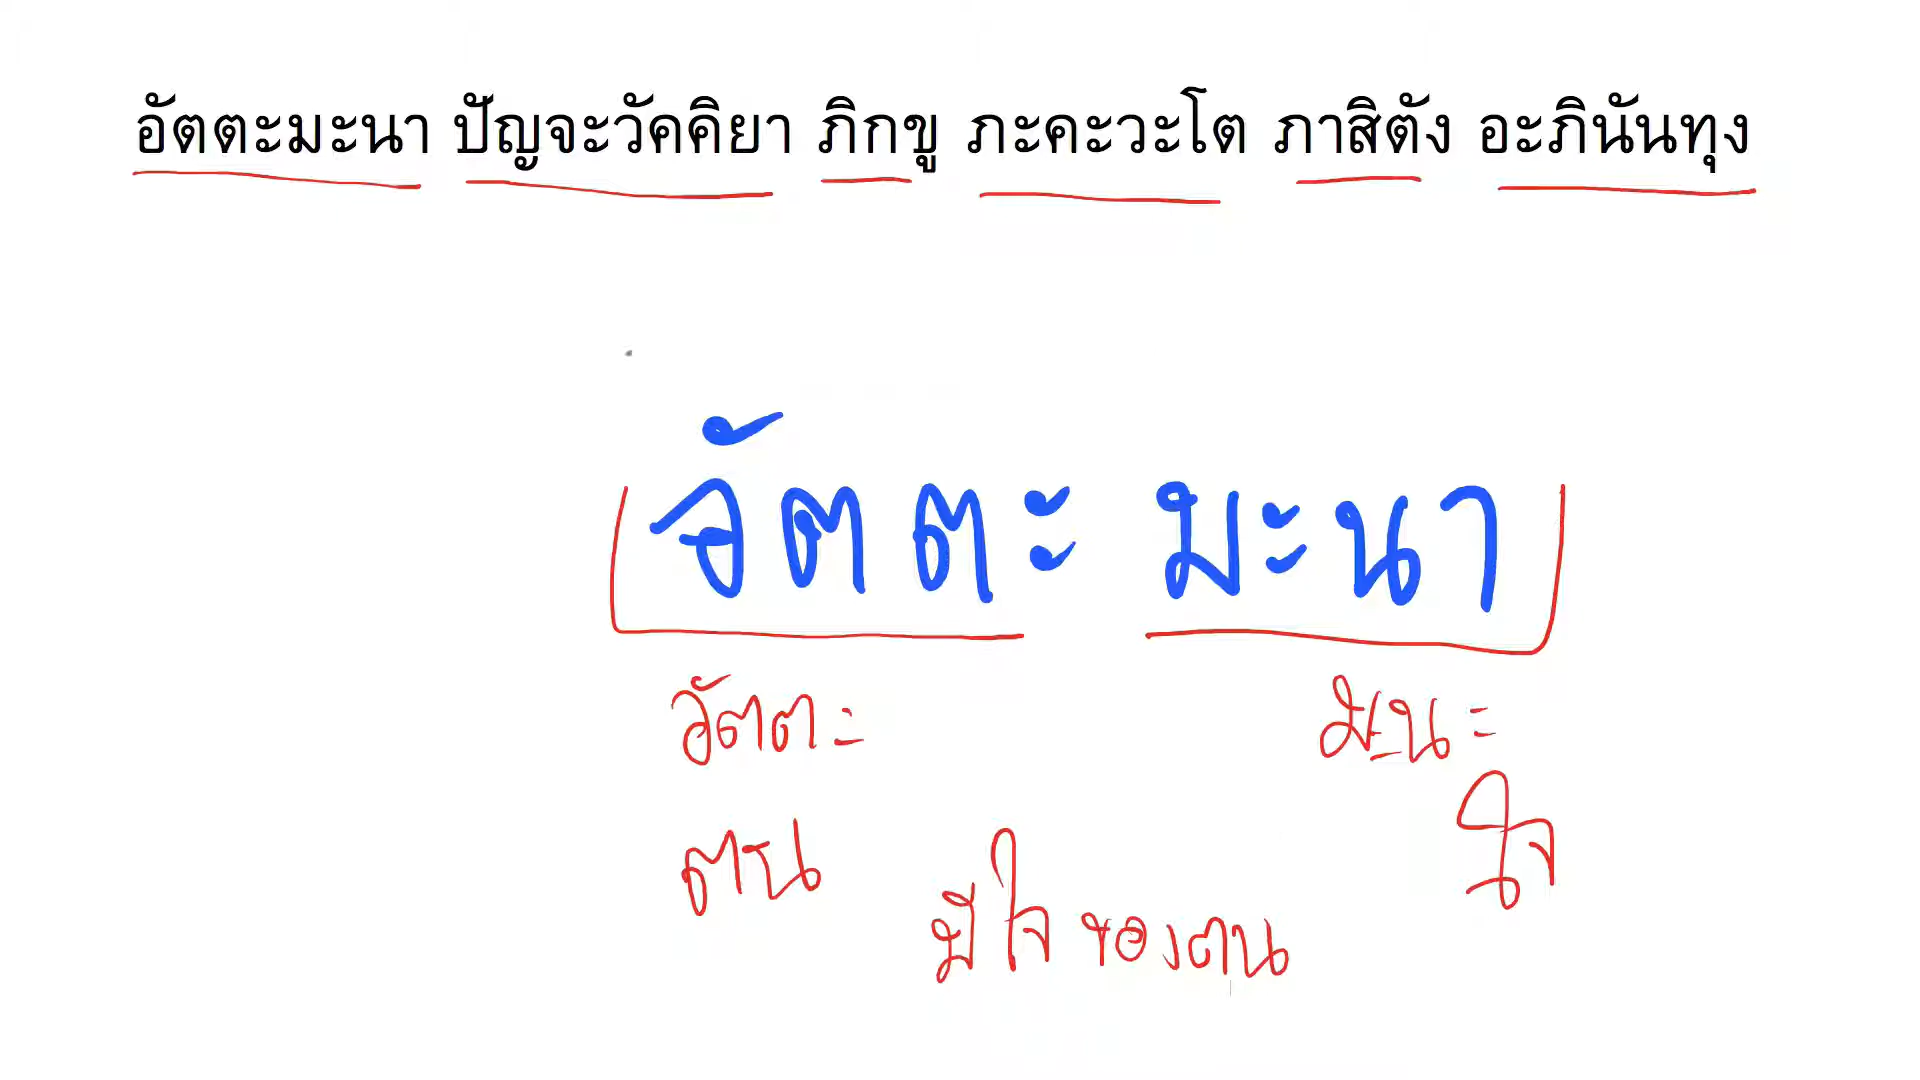 อัตตะมะนา ปัญจะวัคคิยา ภิกขู ภะคะวะโต ภาสิตัง อะภินันทุง
อัตตะ มะนา
อัตตะ มะนะ
ตน ใจ
มีใจของตน